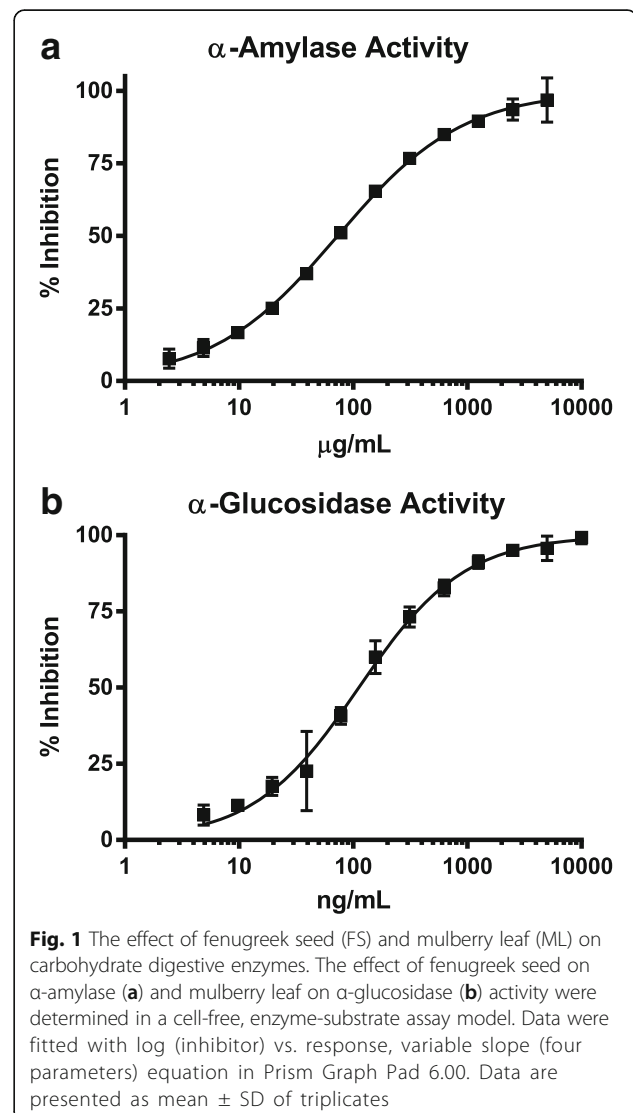 a
α-Amylase Activity
100
75
50
25
0
% Inhibition
1 10 100 1000 10000
μg/mL
b
α-Glucosidase Activity
100
75
50
25
0
% Inhibition
1 10 100 1000 10000
ng/mL
Fig. 1 The effect of fenugreek seed (FS) and mulberry leaf (ML) on
carbohydrate digestive enzymes. The effect of fenugreek seed on
α-amylase (a) and mulberry leaf on α-glucosidase (b) activity were
determined in a cell-free, enzyme-substrate assay model. Data were
fitted with log (inhibitor) vs. response, variable slope (four
parameters) equation in Prism Graph Pad 6.00. Data are
presented as mean ± SD of triplicates